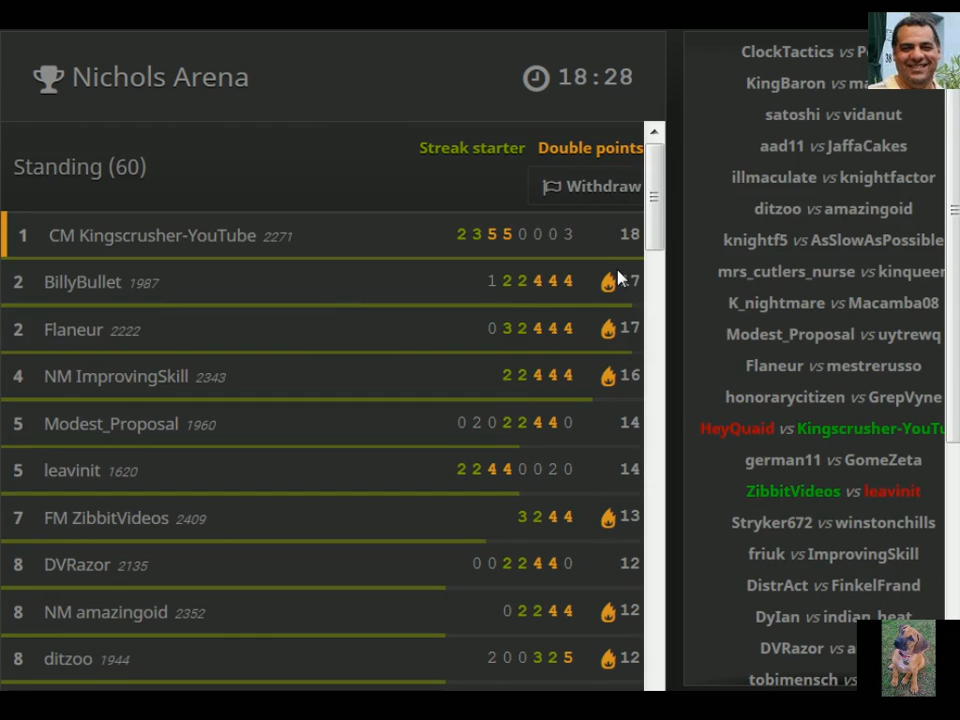 Nichols Arena
18:28
Standing (60)
Streak starter Double points
Withdraw
1 CM Kingscrusher-YouTube 2271 2 3 5 5 0 0 0 3 18
2 BillyBullet 1987 1 2 2 4 4 4 7
2 Flaneur 2222 0 3 2 4 4 4 17
4 NM ImprovingSkill 2343 2 2 4 4 4 16
5 Modest_Proposal 1960 0 2 0 2 2 4 4 0 14
5 leavinit 1620 2 2 4 4 0 0 2 0 14
7 FM ZibbitVideos 2409 3 2 4 4 13
8 DVRazor 2135 0 0 2 2 4 4 0 12
8 NM amazingoid 2352 0 2 2 4 4 12
8 ditzoo 1944 2 0 0 3 2 5 12
ClockTactics vs
KingBaron vs
satoshi vs vidanut
aad11 vs JaffaCakes
illmaculate vs knightfactor
ditzoo vs amazingoid
knightf5 vs AsSlowAsPossible
mrs_cutlers_nurse vs kinqueen
K_nightmare vs Macamba08
Modest_Proposal vs uytrewq
Flaneur vs mestrerusso
honorarycitizen vs GrepVyne
HeyQuaid vs Kingscrusher-YouTu
german11 vs GomeZeta
ZibbitVideos vs leavinit
Stryker672 vs winstonchills
friuk vs ImprovingSkill
DistrAct vs FinkelFrand
DyIan vs indian_heat
DVRazor vs a
tobimensch vs